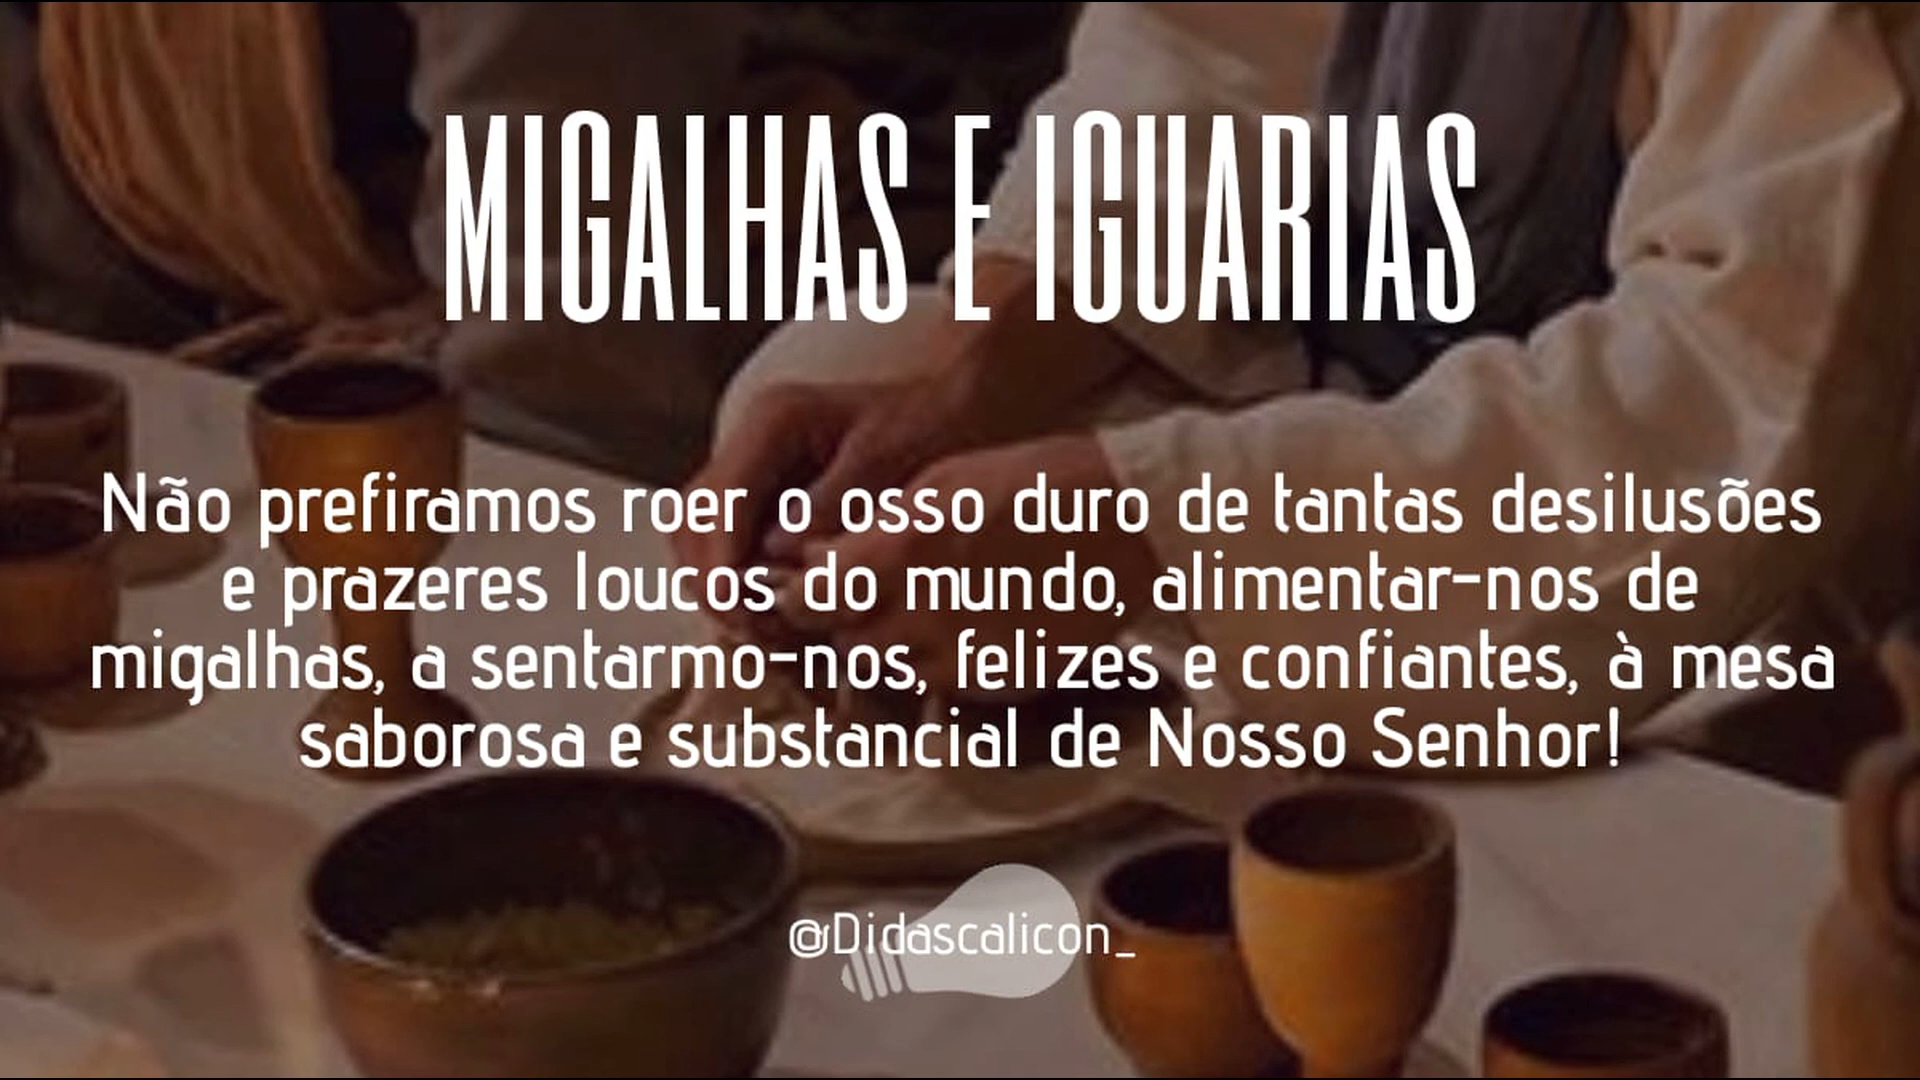 MIGALHAS E IGUARIAS
Não prefiramos roer o osso duro de tantas desilusões
e prazeres loucos do mundo, alimentar-nos de
migalhas, a sentarmo-nos, felizes e confiantes, à mesa
saborosa e substancial de Nosso Senhor!
@Didascalicon_